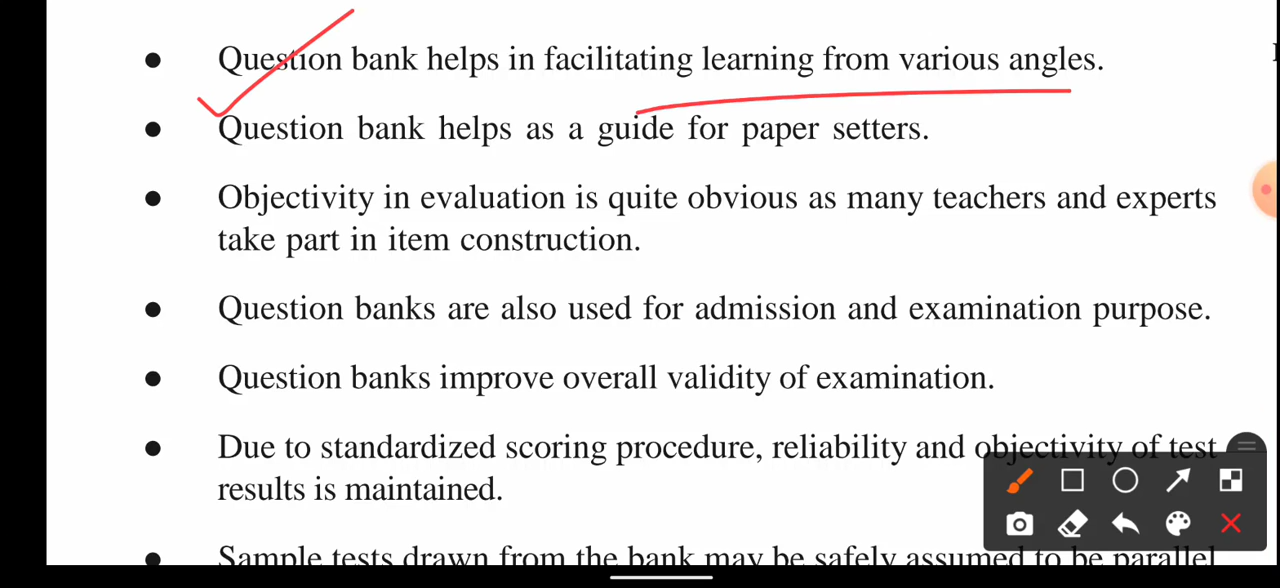 ● Question bank helps in facilitating learning from various angles.
● Question bank helps as a guide for paper setters.
● Objectivity in evaluation is quite obvious as many teachers and experts
take part in item construction.
● Question banks are also used for admission and examination purpose.
● Question banks improve overall validity of examination.
● Due to standardized scoring procedure, reliability and objectivity of test
results is maintained.
● Sample tests drawn from the bank may be safely assumed to be parallel